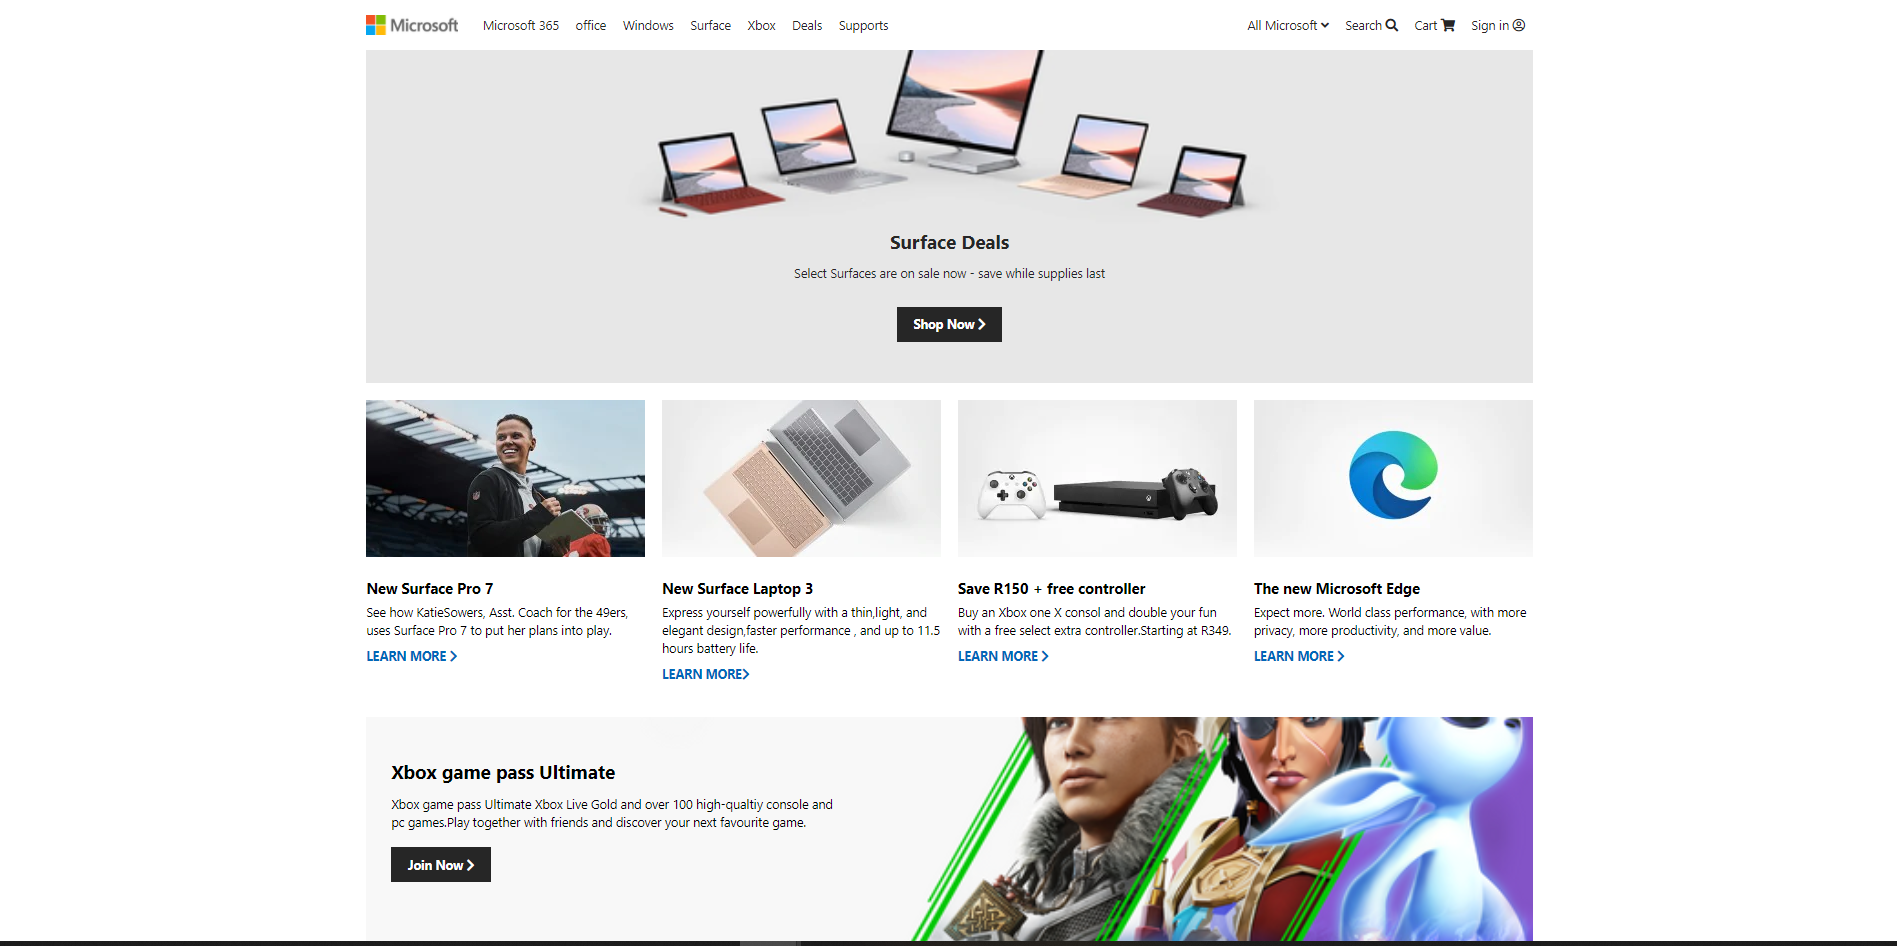 Microsoft Microsoft 365 office Windows Surface Xbox Deals Supports All Microsoft Search Cart Sign in
Surface Deals
Select Surfaces are on sale now - save while supplies last
Shop Now
New Surface Pro 7
See how KatieSowers, Asst. Coach for the 49ers,
uses Surface Pro 7 to put her plans into play.
LEARN MORE
New Surface Laptop 3
Express yourself powerfully with a thin,light, and
elegant design,faster performance , and up to 11.5
hours battery life.
LEARN MORE
Save R150 + free controller
Buy an Xbox one X consol and double your fun
with a free select extra controller.Starting at R349.
LEARN MORE
The new Microsoft Edge
Expect more. World class performance, with more
privacy, more productivity, and more value.
LEARN MORE
Xbox game pass Ultimate
Xbox game pass Ultimate Xbox Live Gold and over 100 high-qualtiy console and
pc games.Play together with friends and discover your next favourite game.
Join Now